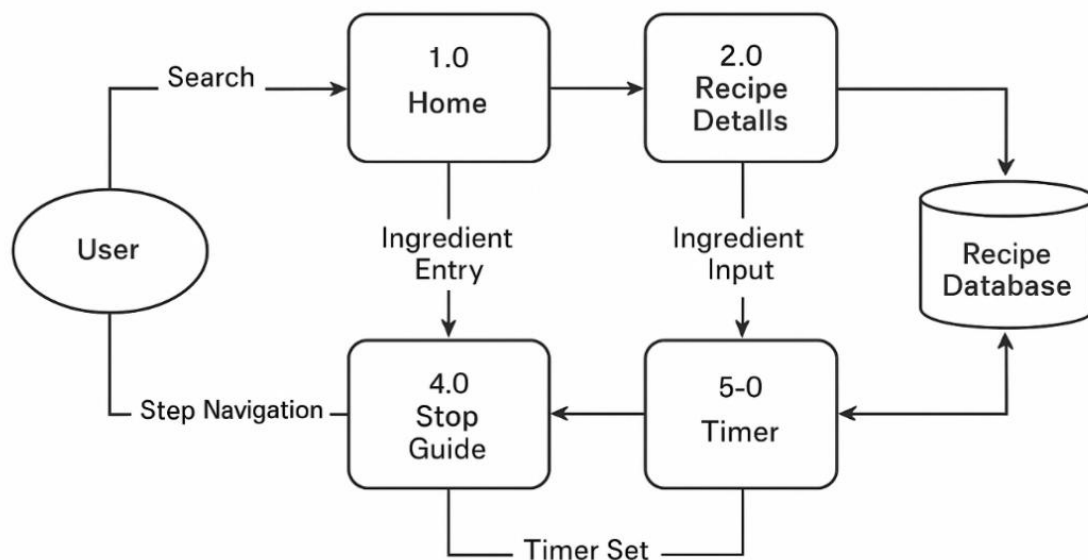 Search
1.0
Home
2.0
Recipe
Detalls
User
Ingredient
Entry
Ingredient
Input
Recipe
Database
Step Navigation
4.0
Stop
Guide
5-0
Timer
Timer Set